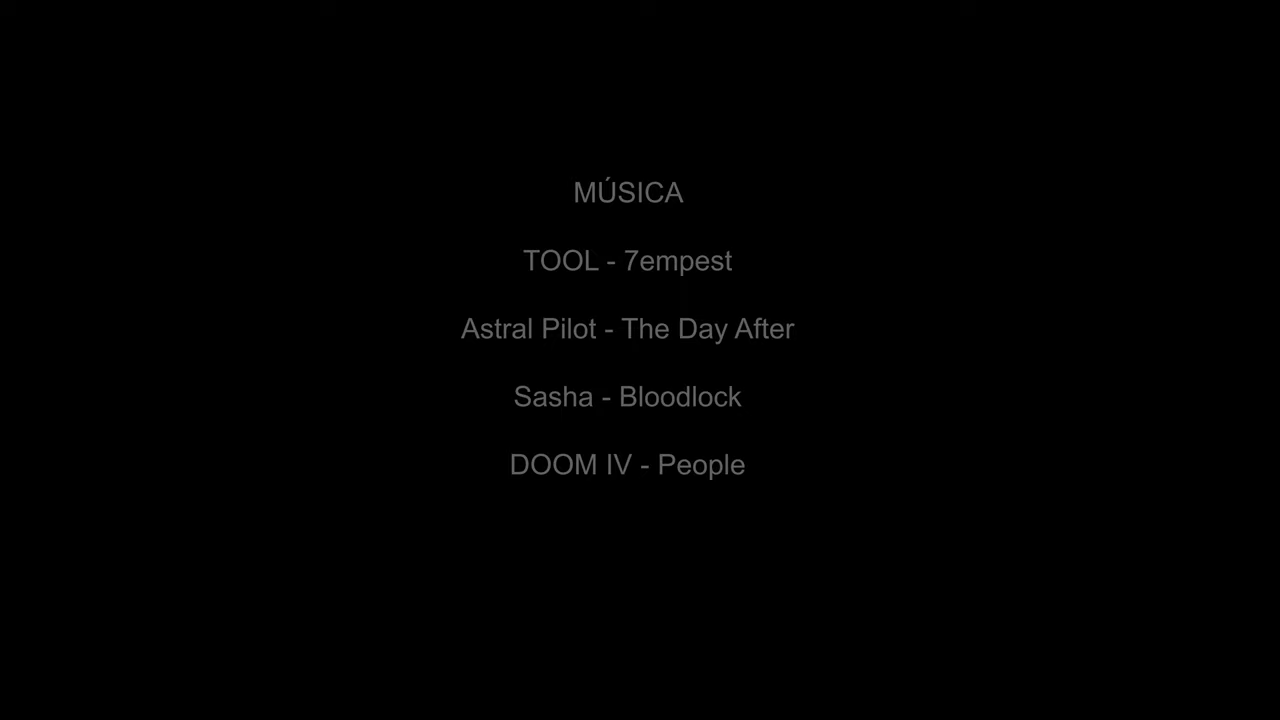 MÚSICA
TOOL - 7empest
Astral Pilot - The Day After
Sasha - Bloodlock
DOOM IV - People